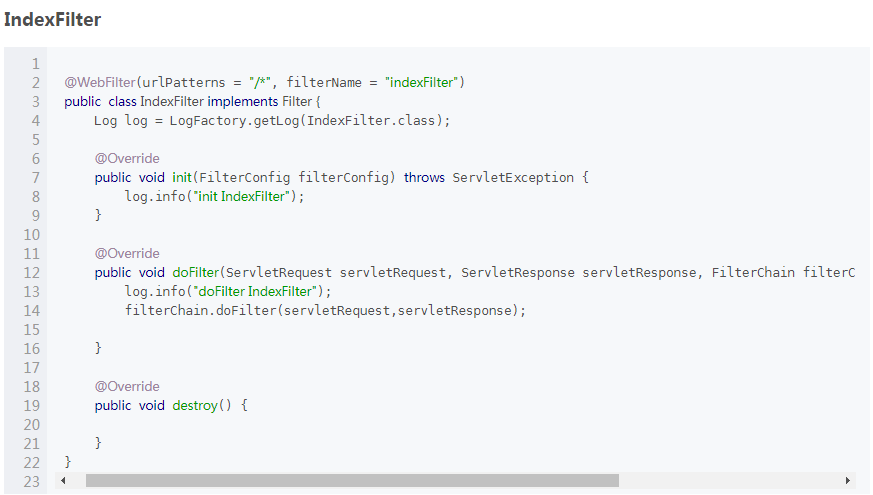 IndexFilter
1
2 @WebFilter(urlPatterns = "/*", filterName = "indexFilter")
3 public class IndexFilter implements Filter {
4 Log log = LogFactory.getLog(IndexFilter.class);
5
6 @Override
7 public void init(FilterConfig filterConfig) throws ServletException {
8 log.info("init IndexFilter");
9 }
10
11 @Override
12 public void doFilter(ServletRequest servletRequest, ServletResponse servletResponse, FilterChain filterC
13 log.info("doFilter IndexFilter");
14 filterChain.doFilter(servletRequest,servletResponse);
15
16 }
17
18 @Override
19 public void destroy() {
20
21 }
22 }
23